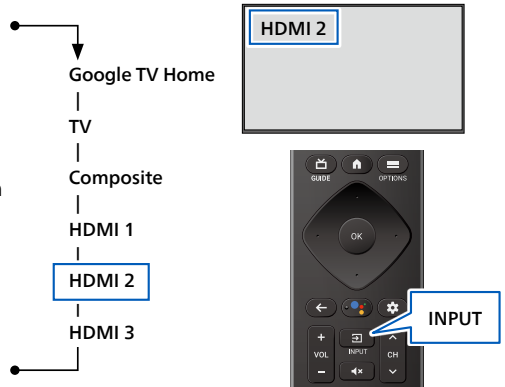 HDMI 2
Google TV Home
TV
Composite
HDMI 1
HDMI 2
HDMI 3
GUIDE
OPTIONS
OK
INPUT
+
VOL
−
INPUT
CH